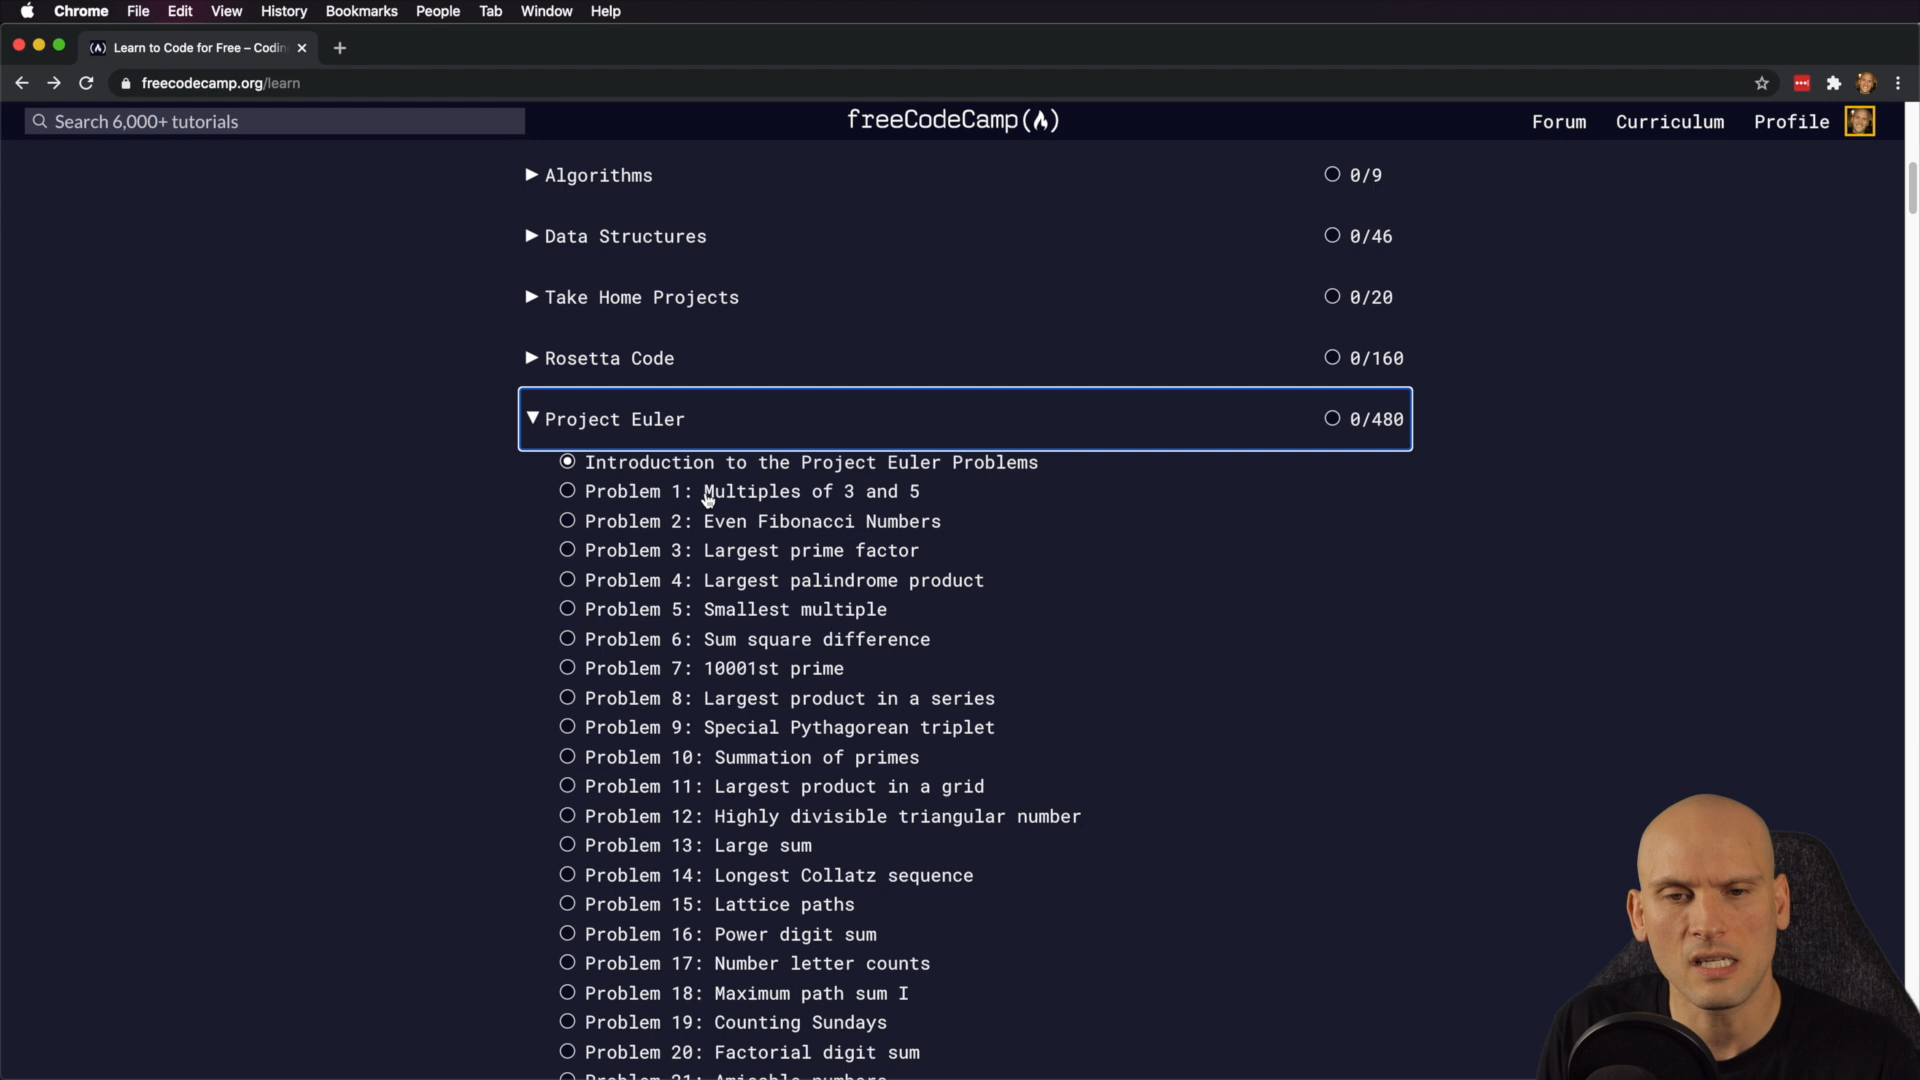 Chrome File Edit View History Bookmarks People Tab Window Help
Learn to Code for Free – Codin
freecodecamp.org/learn
Search 6,000+ tutorials
freeCodeCamp
Forum Curriculum Profile
Algorithms 0/9
Data Structures 0/46
Take Home Projects 0/20
Rosetta Code 0/160
Project Euler 0/480
Introduction to the Project Euler Problems
Problem 1: Multiples of 3 and 5
Problem 2: Even Fibonacci Numbers
Problem 3: Largest prime factor
Problem 4: Largest palindrome product
Problem 5: Smallest multiple
Problem 6: Sum square difference
Problem 7: 10001st prime
Problem 8: Largest product in a series
Problem 9: Special Pythagorean triplet
Problem 10: Summation of primes
Problem 11: Largest product in a grid
Problem 12: Highly divisible triangular number
Problem 13: Large sum
Problem 14: Longest Collatz sequence
Problem 15: Lattice paths
Problem 16: Power digit sum
Problem 17: Number letter counts
Problem 18: Maximum path sum I
Problem 19: Counting Sundays
Problem 20: Factorial digit sum